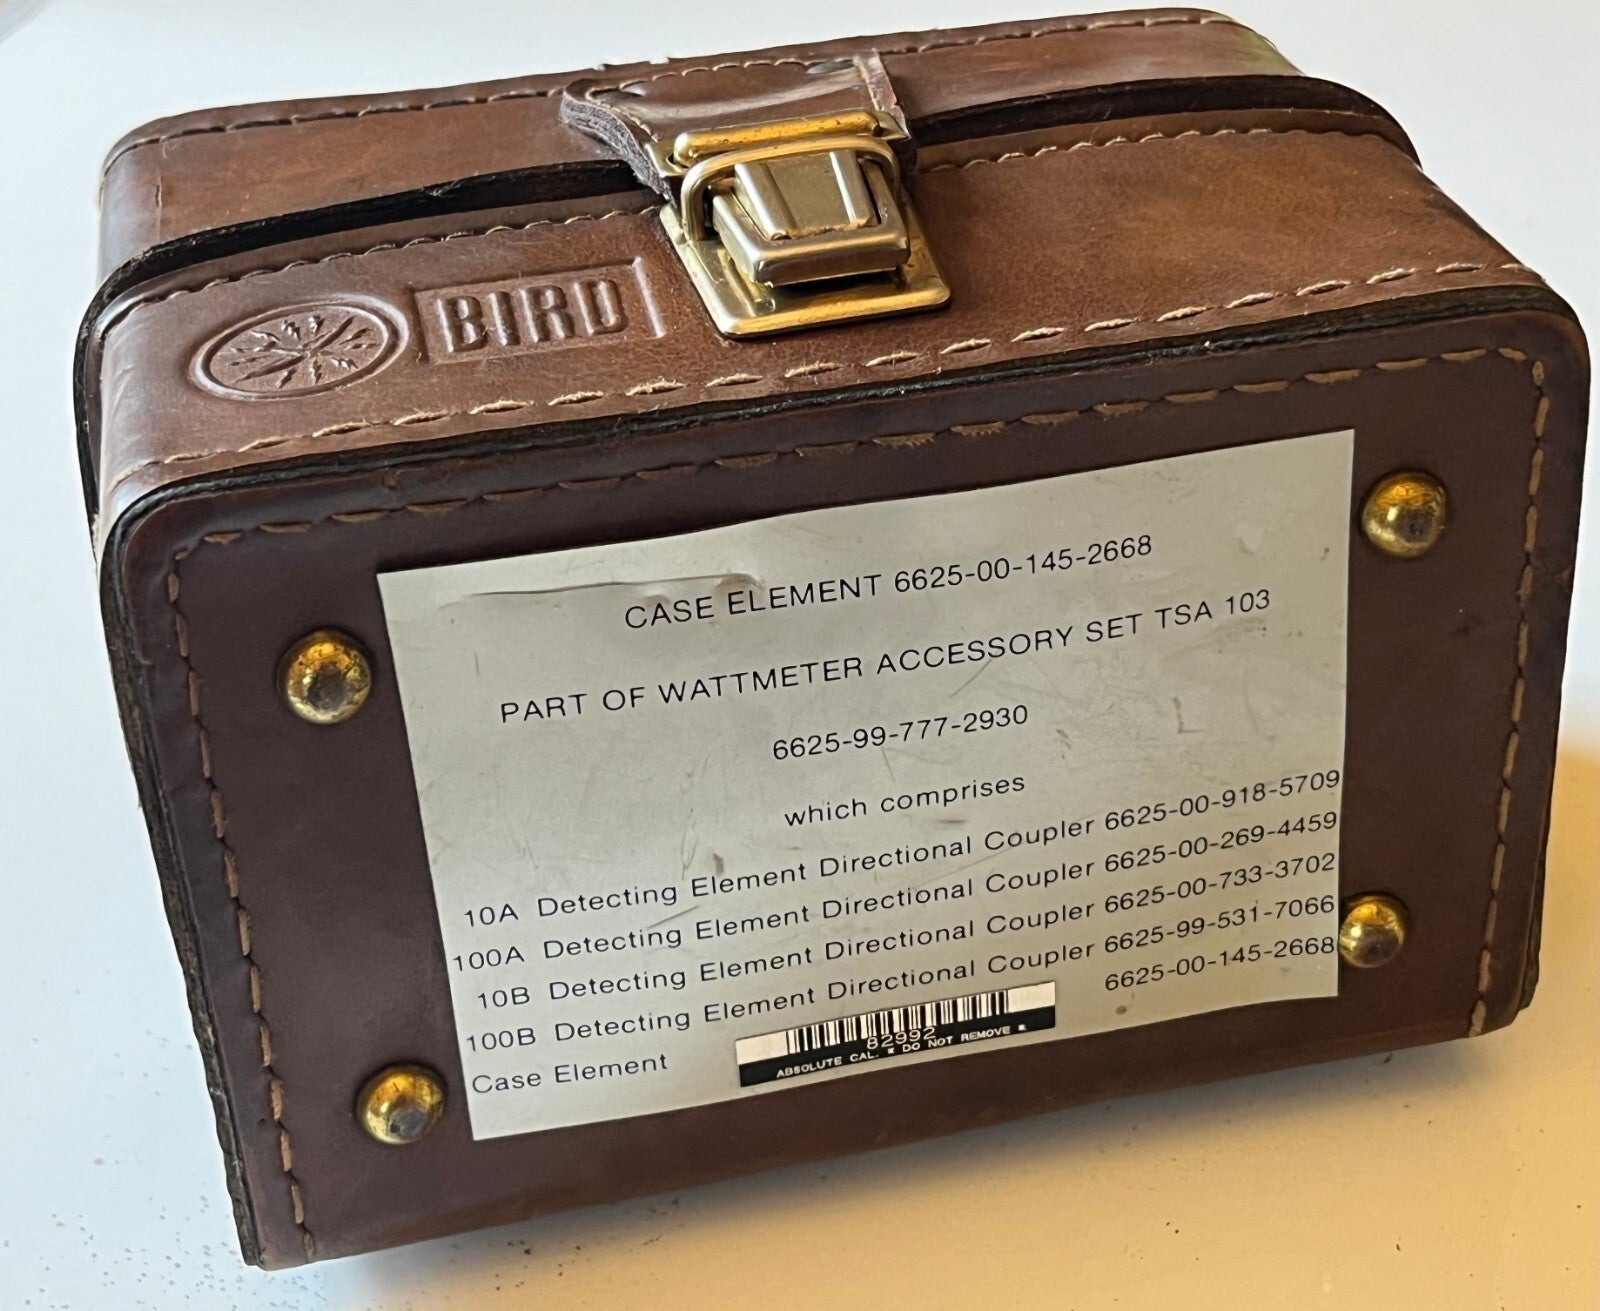 BIRD
CASE ELEMENT 6625-00-145-2668
PART OF WATTMETER ACCESSORY SET TSA 103
6625-99-777-2930
which comprises
10A Detecting Element Directional Coupler 6625-00-918-5709
100A Detecting Element Directional Coupler 6625-00-269-4459
10B Detecting Element Directional Coupler 6625-00-733-3702
100B Detecting Element Directional Coupler 6625-99-531-7066
Case Element 6625-00-145-2668
82992
ABSOLUTE CAL. * DO NOT REMOVE *